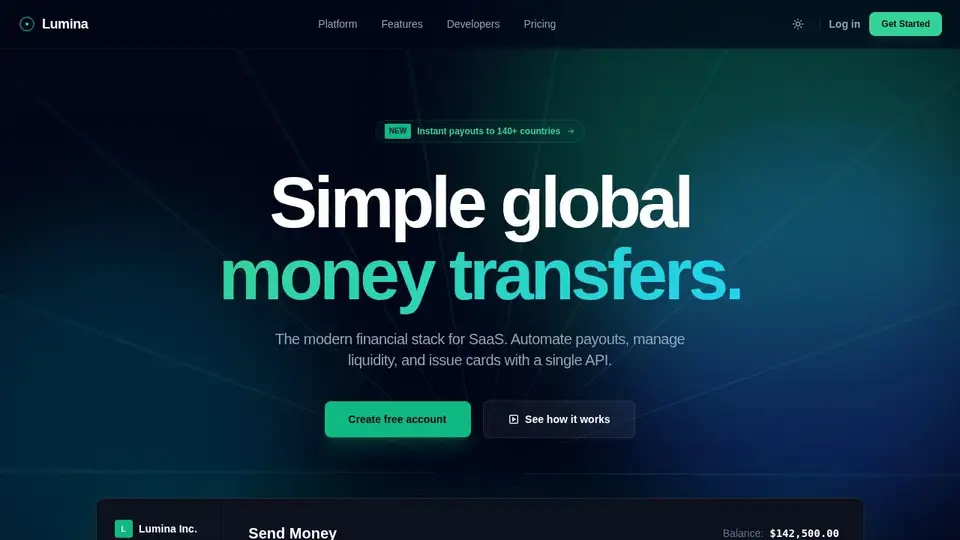 Lumina
Platform
Features
Developers
Pricing
Log in
Get Started
NEW Instant payouts to 140+ countries →
Simple global
money transfers.
The modern financial stack for SaaS. Automate payouts, manage
liquidity, and issue cards with a single API.
Create free account
See how it works
L Lumina Inc.
Send Money
Balance: $142,500.00